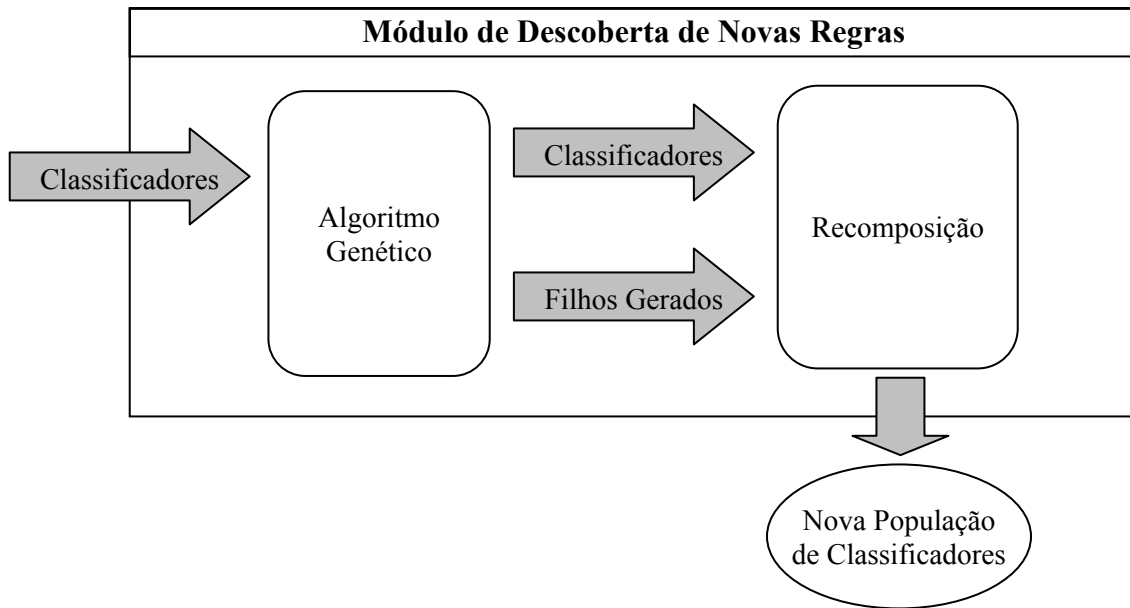 Módulo de Descoberta de Novas Regras
Classificadores
Algoritmo
Genético
Classificadores
Filhos Gerados
Recomposição
Nova População
de Classificadores